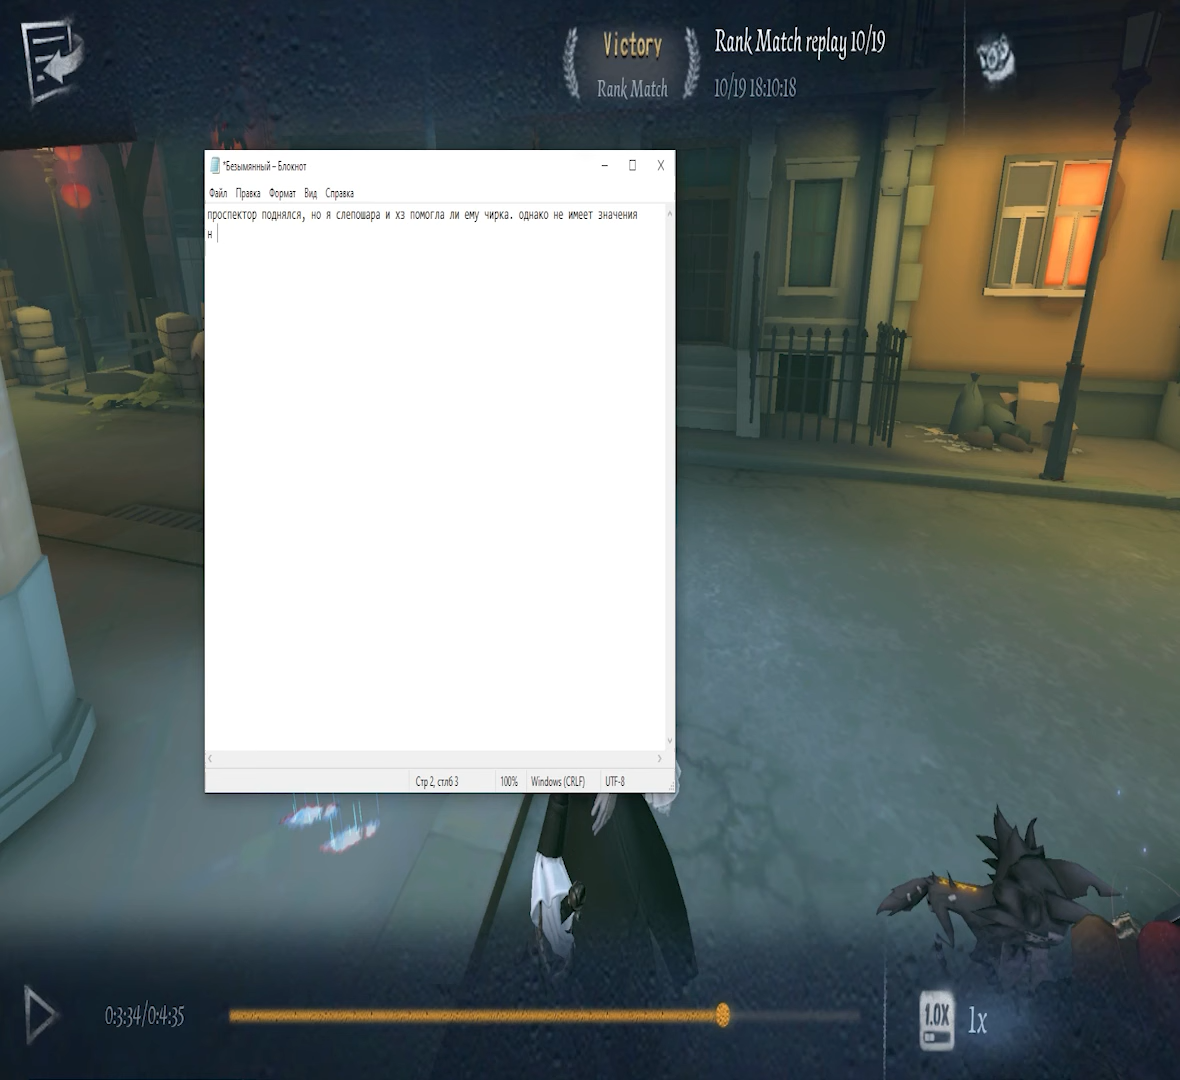 Victory
Rank Match
Rank Match replay 10/19
10/19 18:10:18
*Безымянный – Блокнот
Файл Правка Формат Вид Справка
проспектор поднялся, но я слепошара и хз помогла ли ему чирка. однако не имеет значения
н
Стр 2, стлб 3 100% Windows (CRLF) UTF-8
0:3:34/0:4:35
1.0X
1x